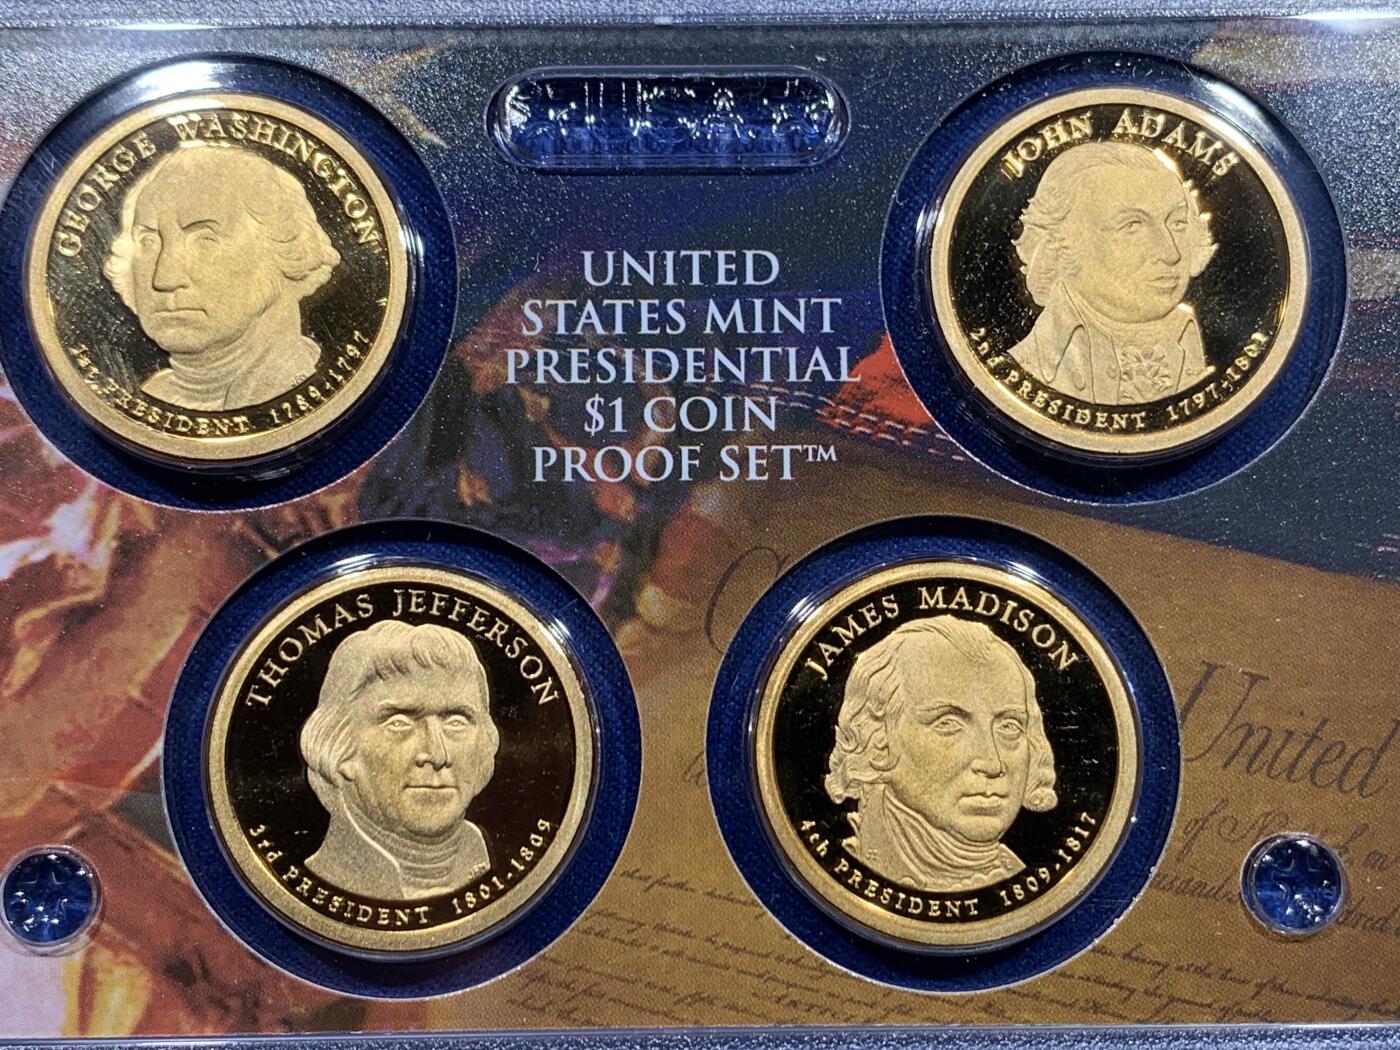 GEORGE WASHINGTON
1st PRESIDENT 1789-1797
JOHN ADAMS
2nd PRESIDENT 1797-1801
UNITED
STATES MINT
PRESIDENTIAL
$1 COIN
PROOF SET™
THOMAS JEFFERSON
3rd PRESIDENT 1801-1809
JAMES MADISON
4th PRESIDENT 1809-1817
United
of